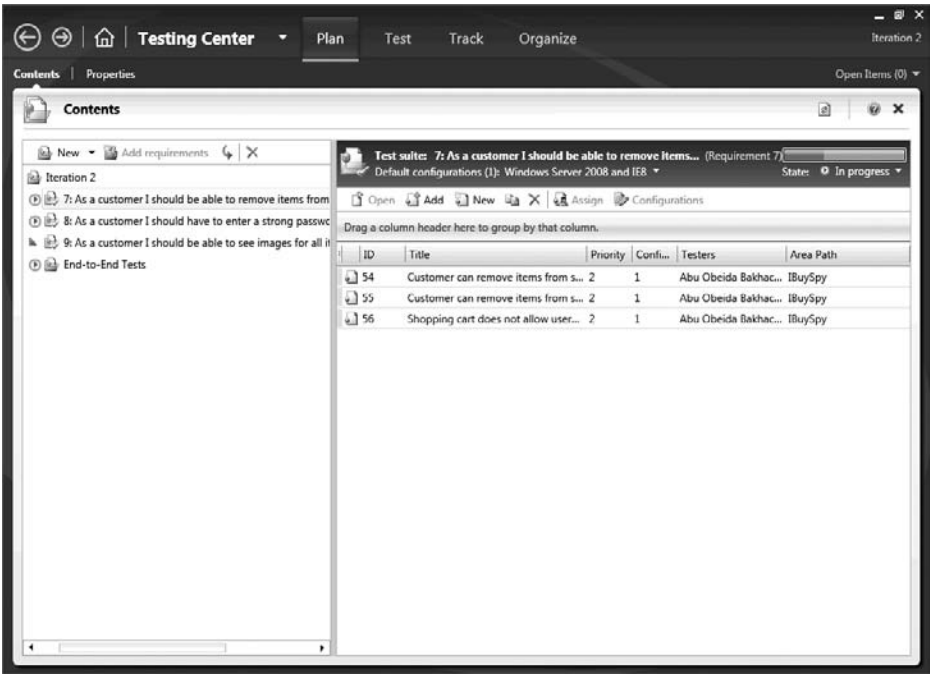 Testing Center Plan Test Track Organize Iteration 2
Contents | Properties Open Items (0)
Contents
New Add requirements
Iteration 2
7: As a customer I should be able to remove items from
8: As a customer I should have to enter a strong passwo
9: As a customer I should be able to see images for all it
End-to-End Tests
Test suite: 7: As a customer I should be able to remove items... (Requirement 7)
Default configurations (1): Windows Server 2008 and IE8 State: In progress
Open Add New Assign Configurations
Drag a column header here to group by that column.
ID Title Priority Confi... Testers Area Path
54 Customer can remove items from s... 2 1 Abu Obeida Bakhac... IBuySpy
55 Customer can remove items from s... 2 1 Abu Obeida Bakhac... IBuySpy
56 Shopping cart does not allow user... 2 1 Abu Obeida Bakhac... IBuySpy